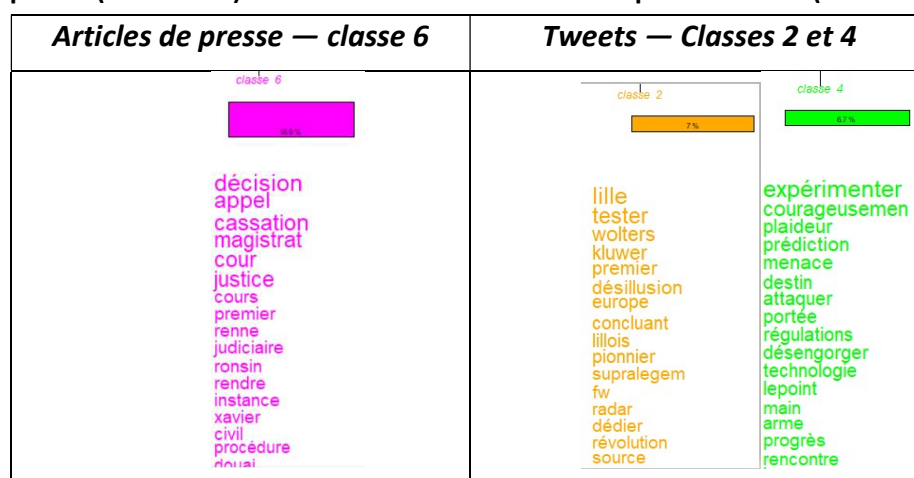 Articles de presse — classe 6
Tweets — Classes 2 et 4
classe 6
décision
appel
cassation
magistrat
cour
justice
cours
premier
renne
judiciaire
ronsin
rendre
instance
xavier
civil
procédure
douai
classe 2
7 %
lille
tester
wolters
kluwer
premier
désillusion
europe
concluant
lillois
pionnier
supralegem
fw
radar
dédier
révolution
source
classe 4
6.7 %
expérimenter
courageusemen
plaideur
prédiction
menace
destin
attaquer
portée
régulations
désengorger
technologie
lepoint
main
arme
progrès
rencontre